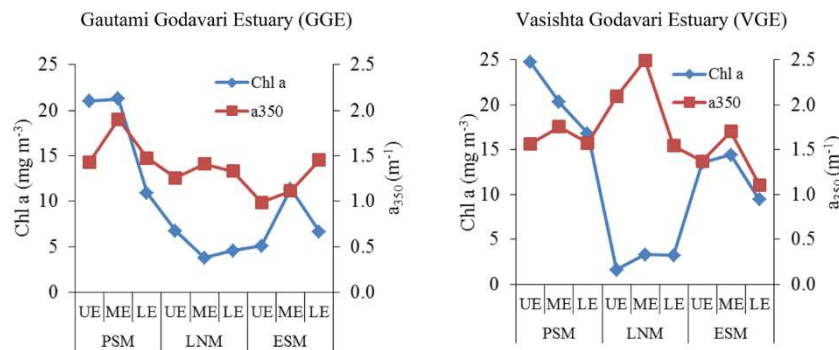 Gautami Godavari Estuary (GGE)
25
20
15
10
5
0
Chl a (mg m-3)
Chl a
a350
2.5
2.0
1.5
1.0
0.5
0.0
a350 (m-1)
UE ME LE UE ME LE UE ME LE
PSM LNM ESM
Vasishta Godavari Estuary (VGE)
25
20
15
10
5
0
Chl a (mg m-3)
Chl a
a350
2.5
2.0
1.5
1.0
0.5
0.0
a350 (m-1)
UE ME LE UE ME LE UE ME LE
PSM LNM ESM